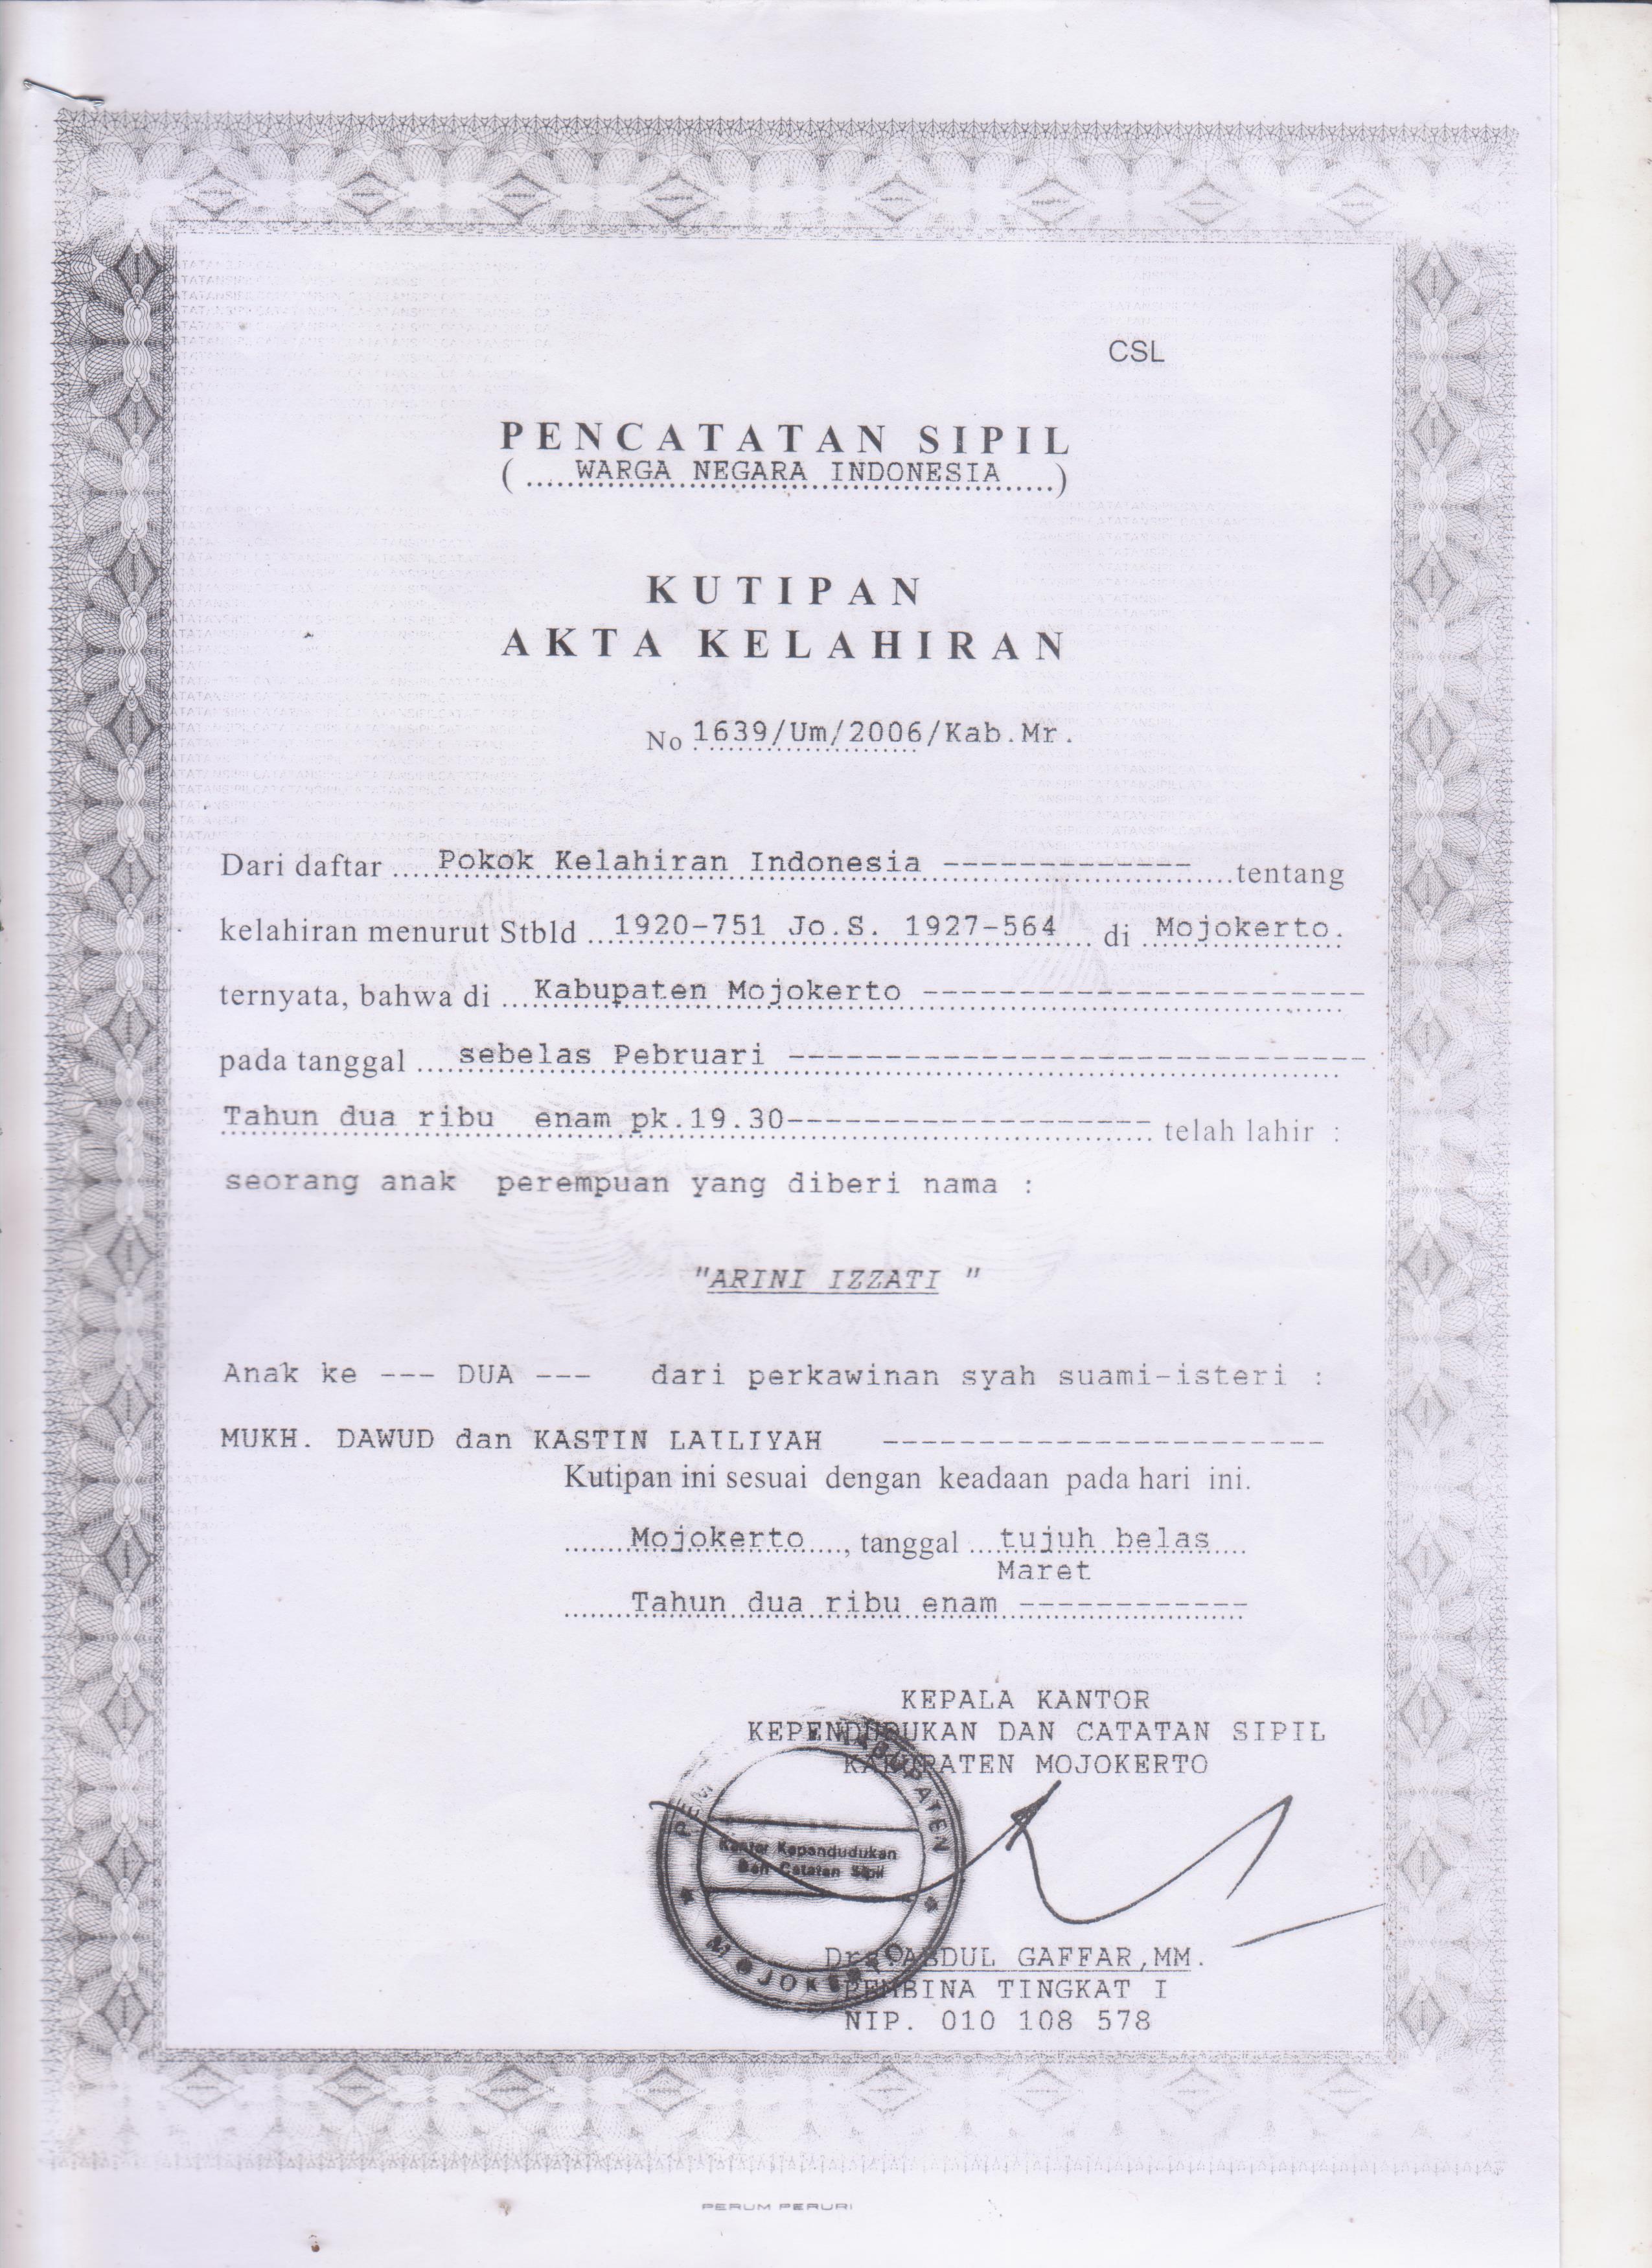 CSL
PENCATATAN SIPIL
( .....WARGA NEGARA INDONESIA.....)
KUTIPAN
AKTA KELAHIRAN
No 1639/Um/2006/Kab.Mr.
Dari daftar ..... Pokok Kelahiran Indonesia ------------- tentang
kelahiran menurut Stbld ... 1920-751 Jo.S. 1927-564 .... di .Mojokerto.
ternyata, bahwa di ... Kabupaten Mojokerto -----------------------
pada tanggal .... sebelas Pebruari ------------------------------
Tahun dua ribu enam pk.19.30------------------- telah lahir :
seorang anak perempuan yang diberi nama :
"ARINI IZZATI "
Anak ke --- DUA --- dari perkawinan syah suami-isteri :
MUKH. DAWUD dan KASTIN LAILIYAH -----------------------
Kutipan ini sesuai dengan keadaan pada hari ini.
.......Mojokerto...., tanggal ...tujuh belas....
Maret
.......Tahun dua ribu enam ------------
KEPALA KANTOR
KEPENDUDUKAN DAN CATATAN SIPIL
KABUPATEN MOJOKERTO
KABUPATEN
Kantor Kependudukan
Dan Catatan Sipil
MOJOKERTO
Drs.ABDUL GAFFAR,MM.
PEMBINA TINGKAT I
NIP. 010 108 578
PERUM PERURI